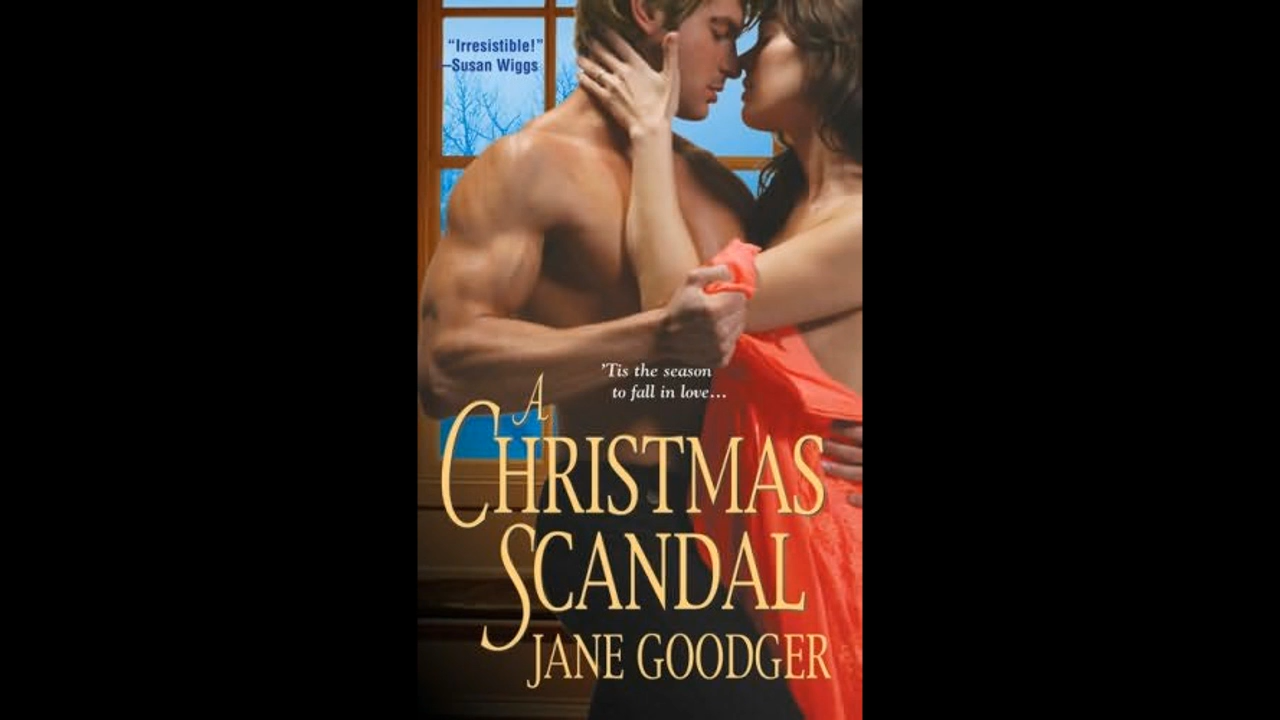 “Irresistible!”
—Susan Wiggs
’Tis the season
to fall in love...
A
CHRISTMAS
SCANDAL
JANE GOODGER